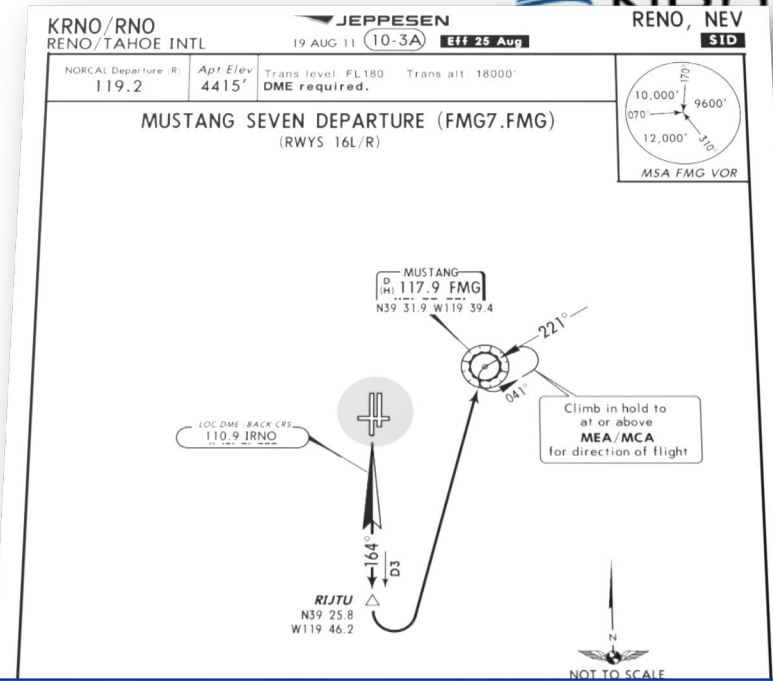 KRNO/RNO
RENO/TAHOE INTL
JEPPESEN
19 AUG 11 10-3A Eff 25 Aug
RENO, NEV
SID
NORCAL Departure (R)
119.2
Apt Elev
4415'
Trans level: FL180 Trans alt: 18000'
DME required.
MUSTANG SEVEN DEPARTURE (FMG7.FMG)
(RWYS 16L/R)
170°
10,000'
9600'
070°
12,000'
310°
MSA FMG VOR
MUSTANG
D
(H) 117.9 FMG
N39 31.9 W119 39.4
221°
041°
Climb in hold to
at or above
MEA/MCA
for direction of flight
LOC DME (BACK CRS)
110.9 IRNO
164°
D3
RIJTU
N39 25.8
W119 46.2
N
NOT TO SCALE